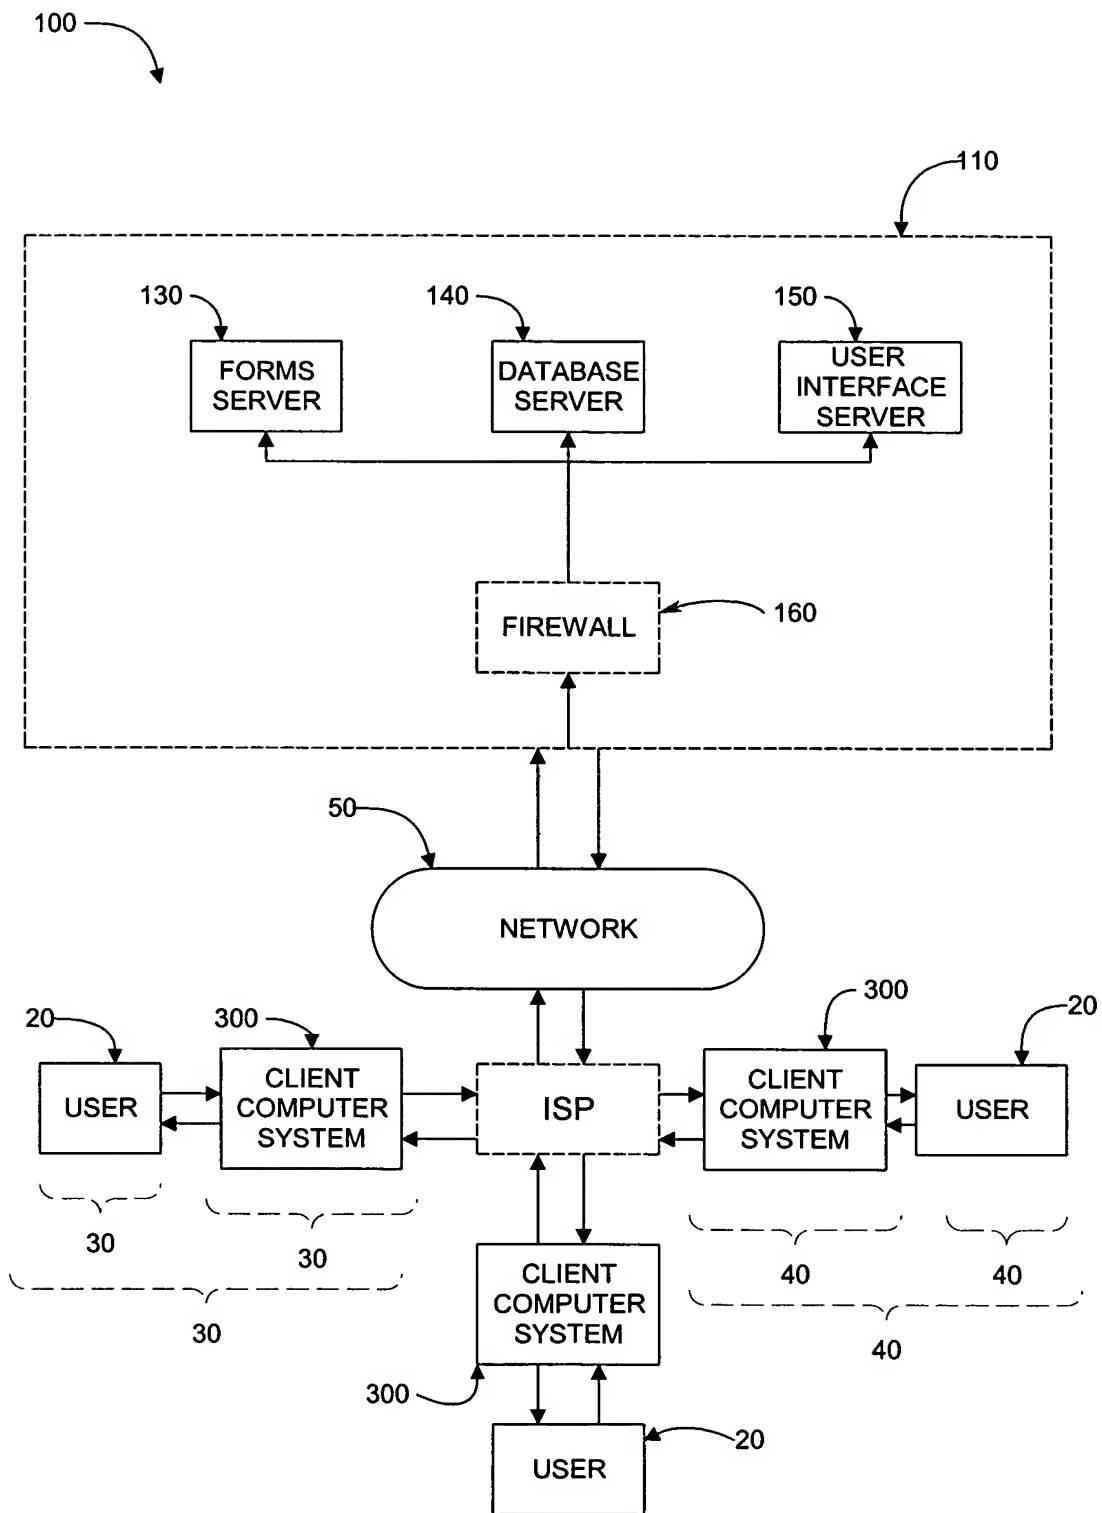 100
110
130
140
150
FORMS
SERVER
DATABASE
SERVER
USER
INTERFACE
SERVER
FIREWALL
160
50
NETWORK
20
300
300
20
USER
CLIENT
COMPUTER
SYSTEM
ISP
CLIENT
COMPUTER
SYSTEM
USER
30
30
30
40
40
40
CLIENT
COMPUTER
SYSTEM
300
20
USER